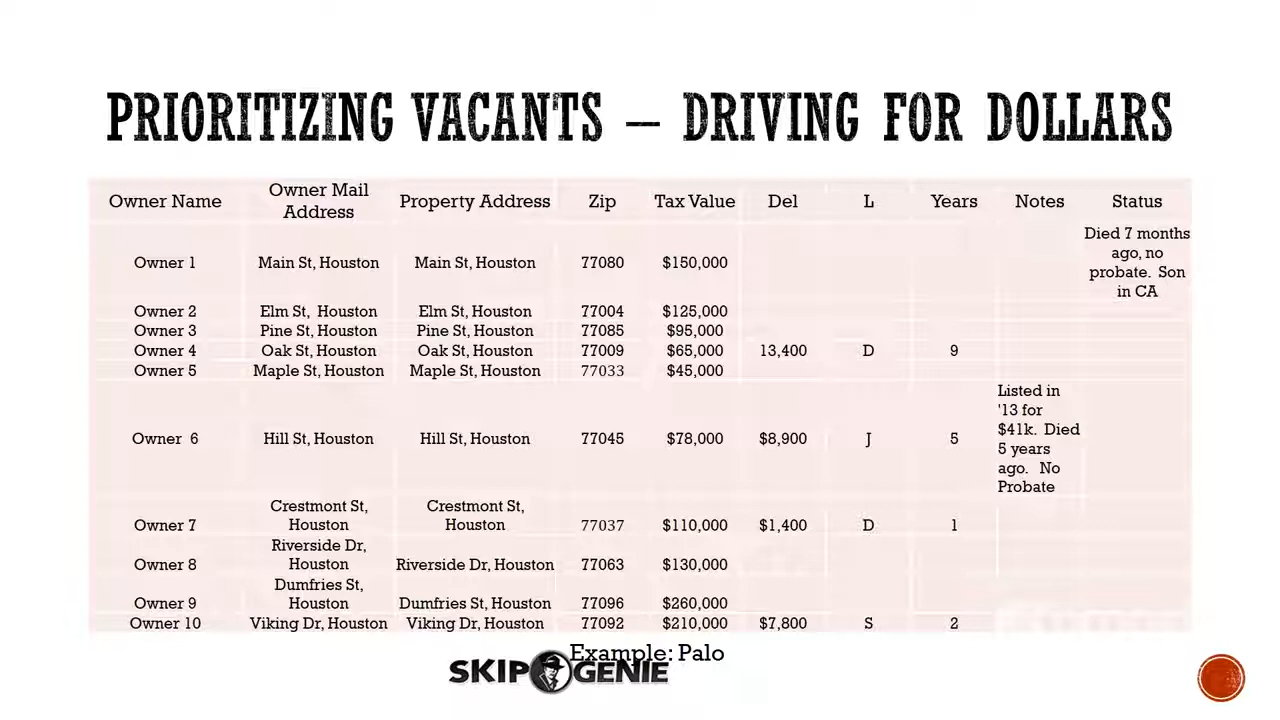 PRIORITIZING VACANTS – DRIVING FOR DOLLARS
Owner Name Owner Mail Address Property Address Zip Tax Value Del L Years Notes Status
Owner 1 Main St, Houston Main St, Houston 77080 $150,000 Died 7 months ago, no probate. Son in CA
Owner 2 Elm St, Houston Elm St, Houston 77004 $125,000
Owner 3 Pine St, Houston Pine St, Houston 77085 $95,000
Owner 4 Oak St, Houston Oak St, Houston 77009 $65,000 13,400 D 9
Owner 5 Maple St, Houston Maple St, Houston 77033 $45,000
Owner 6 Hill St, Houston Hill St, Houston 77045 $78,000 $8,900 J 5 Listed in '13 for $41k. Died 5 years ago. No Probate
Owner 7 Crestmont St, Houston Crestmont St, Houston 77037 $110,000 $1,400 D 1
Owner 8 Riverside Dr, Houston Riverside Dr, Houston 77063 $130,000
Owner 9 Dumfries St, Houston Dumfries St, Houston 77096 $260,000
Owner 10 Viking Dr, Houston Viking Dr, Houston 77092 $210,000 $7,800 S 2
Example: Palo
SKIP GENIE